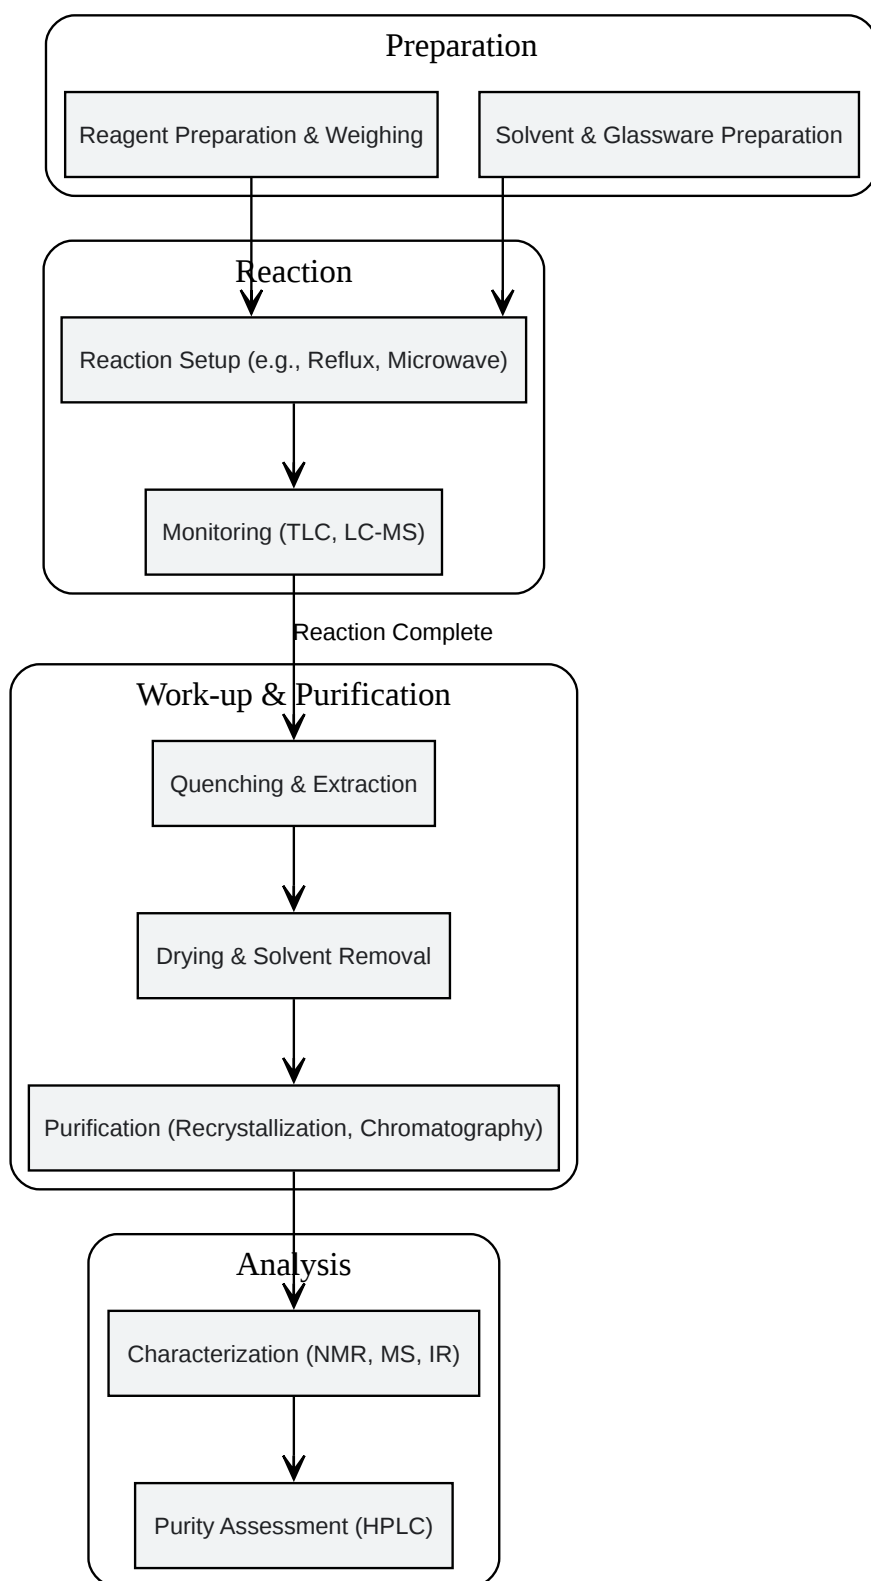 Preparation
Reagent Preparation & Weighing
Solvent & Glassware Preparation
Reaction
Reaction Setup (e.g., Reflux, Microwave)
Monitoring (TLC, LC-MS)
Reaction Complete
Work-up & Purification
Quenching & Extraction
Drying & Solvent Removal
Purification (Recrystallization, Chromatography)
Analysis
Characterization (NMR, MS, IR)
Purity Assessment (HPLC)